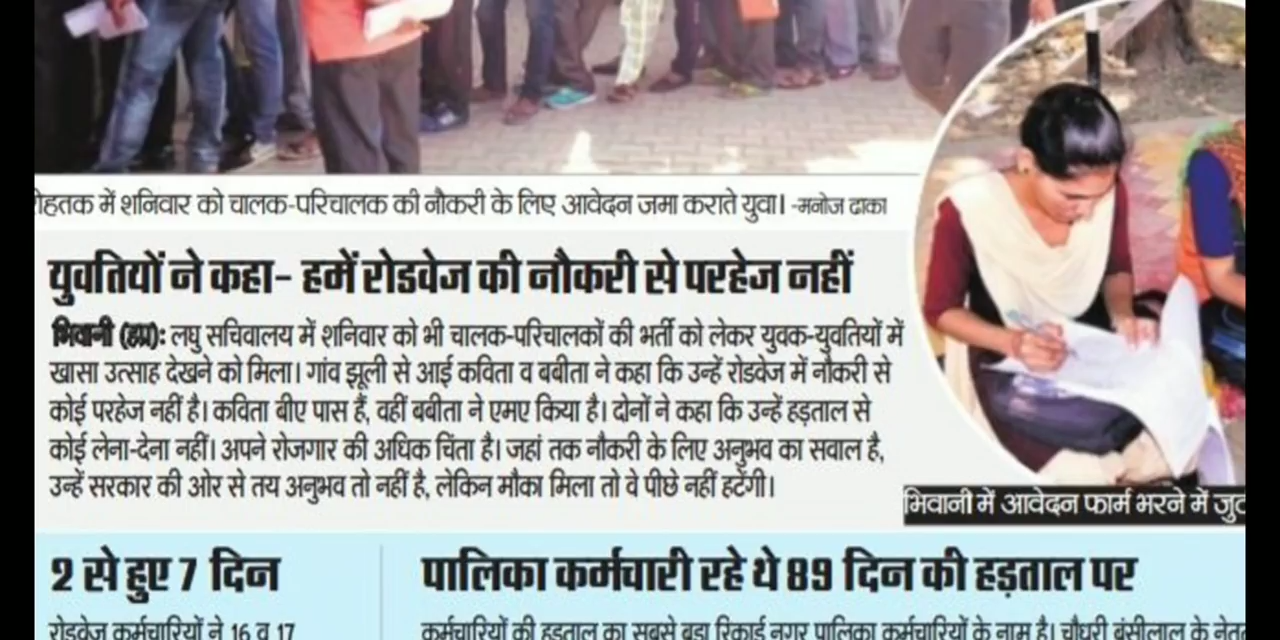 रोहतक में शनिवार को चालक-परिचालक की नौकरी के लिए आवेदन जमा कराते युवा। -मनोज ढाका
युवतियों ने कहा- हमें रोडवेज की नौकरी से परहेज नहीं
भिवानी (हप्र): लघु सचिवालय में शनिवार को भी चालक-परिचालकों की भर्ती को लेकर युवक-युवतियों में
खासा उत्साह देखने को मिला। गांव झूली से आई कविता व बबीता ने कहा कि उन्हें रोडवेज में नौकरी से
कोई परहेज नहीं है। कविता बीए पास हैं, वहीं बबीता ने एमए किया है। दोनों ने कहा कि उन्हें हड़ताल से
कोई लेना-देना नहीं। अपने रोजगार की अधिक चिंता है। जहां तक नौकरी के लिए अनुभव का सवाल है,
उन्हें सरकार की ओर से तय अनुभव तो नहीं है, लेकिन मौका मिला तो वे पीछे नहीं हटेंगी।
भिवानी में आवेदन फार्म भरने में
2 से हुए 7 दिन
रोडवेज कर्मचारियों ने 16 व 17
पालिका कर्मचारी रहे थे 89 दिन की हड़ताल पर
कर्मचारियों की हड़ताल का सबसे बड़ा रिकार्ड नगर पालिका कर्मचारियों के नाम है। चौधरी बंसीलाल के